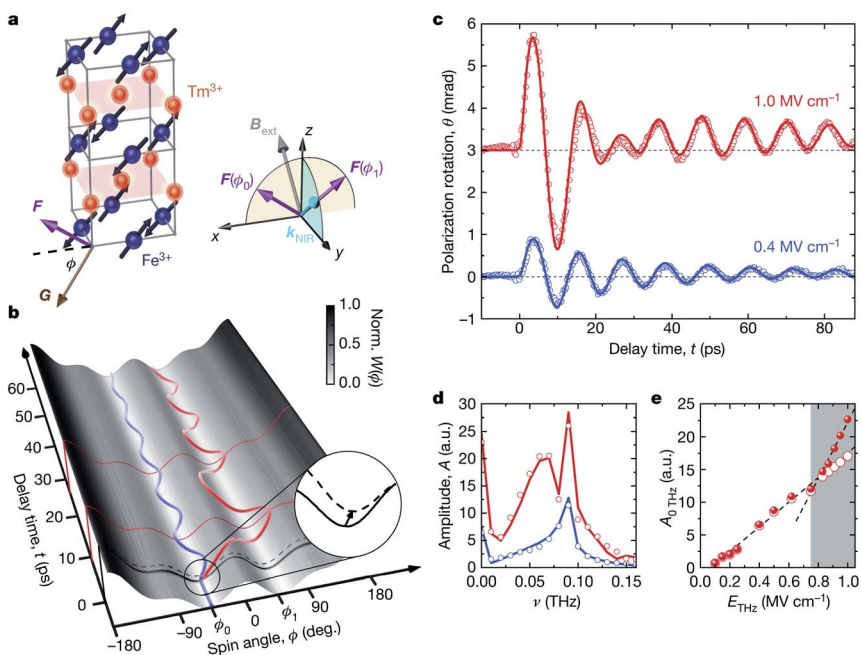 a
Tm³⁺
F
ϕ
G
Fe³⁺
B_ext
z
F(ϕ₀)
F(ϕ₁)
k_NIR
x
y
b
1.0
0.5
0.0
Norm. W(ϕ)
Delay time, t (ps)
60
50
40
30
20
10
0
−180
−90
ϕ₀
0
ϕ₁
90
180
Spin angle, ϕ (deg.)
c
Polarization rotation, θ (mrad)
6
5
4
3
2
1
0
−1
1.0 MV cm⁻¹
0.4 MV cm⁻¹
0
20
40
60
80
Delay time, t (ps)
d
Amplitude, A (a.u.)
30
25
20
15
10
5
0
0.00
0.05
0.10
0.15
ν (THz)
e
A₀ THz (a.u.)
25
20
15
10
5
0
0.0
0.2
0.4
0.6
0.8
1.0
E_THz (MV cm⁻¹)